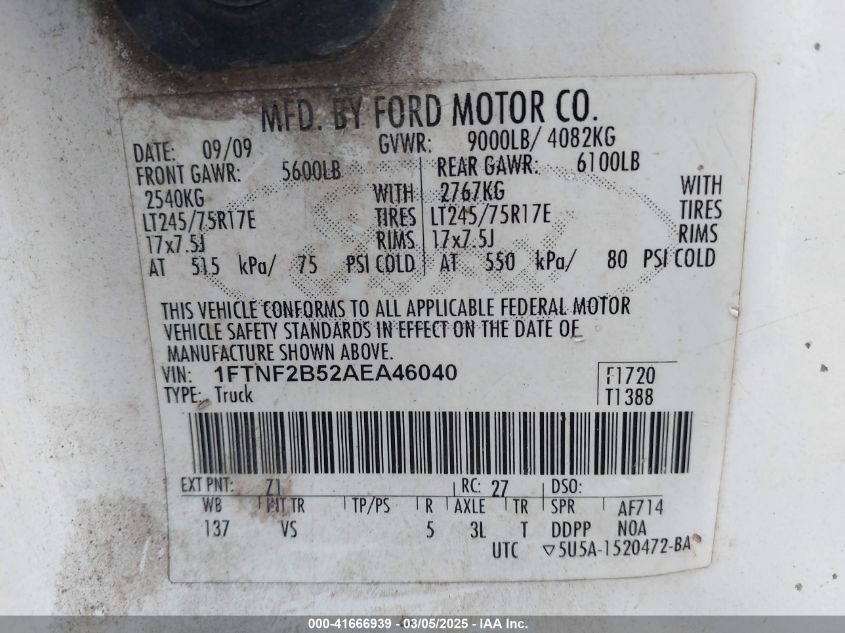 MFD. BY FORD MOTOR CO.
DATE: 09/09 GVWR: 9000LB/ 4082KG
FRONT GAWR: 5600LB REAR GAWR: 6100LB
2540KG WITH 2767KG WITH
LT245/75R17E TIRES LT245/75R17E TIRES
17x7.5J RIMS 17x7.5J RIMS
AT 515 kPa/ 75 PSI COLD AT 550 kPa/ 80 PSI COLD
THIS VEHICLE CONFORMS TO ALL APPLICABLE FEDERAL MOTOR
VEHICLE SAFETY STANDARDS IN EFFECT ON THE DATE OF
MANUFACTURE SHOWN ABOVE.
VIN: 1FTNF2B52AEA46040 F1720
TYPE: Truck T1388
EXT PNT: Z1 RC: 27 DSO:
WB INT TR TP/PS R AXLE TR SPR AF714
137 VS 5 3L T DDPP NOA
UTC ▽5U5A-1520472-BA
000-41666939 - 03/05/2025 - IAA Inc.